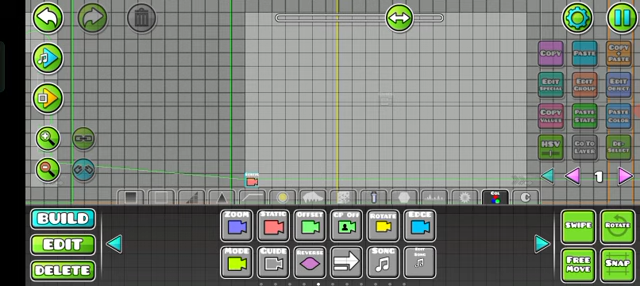 COPY
PASTE
COPY + PASTE
EDIT SPECIAL
EDIT GROUP
EDIT OBJECT
COPY VALUES
PASTE STATE
PASTE COLOR
HSV
GO TO LAYER
DE-SELECT
1
COL
BUILD
EDIT
DELETE
ZOOM
STATIC
OFFSET
GP OFF
ROTATE
EDGE
MODE
GUIDE
REVERSE
SONG
SWIPE
ROTATE
FREE MOVE
SNAP